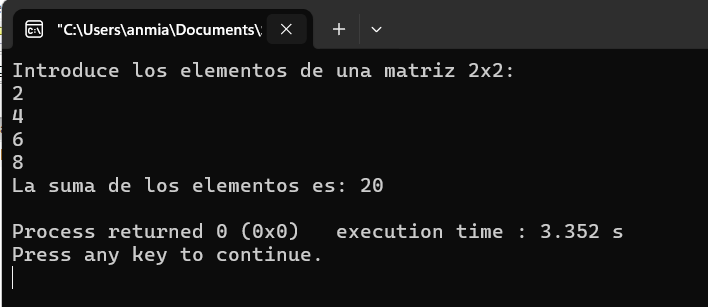 "C:\Users\anmia\Documents\
Introduce los elementos de una matriz 2x2:
2
4
6
8
La suma de los elementos es: 20
Process returned 0 (0x0)   execution time : 3.352 s
Press any key to continue.